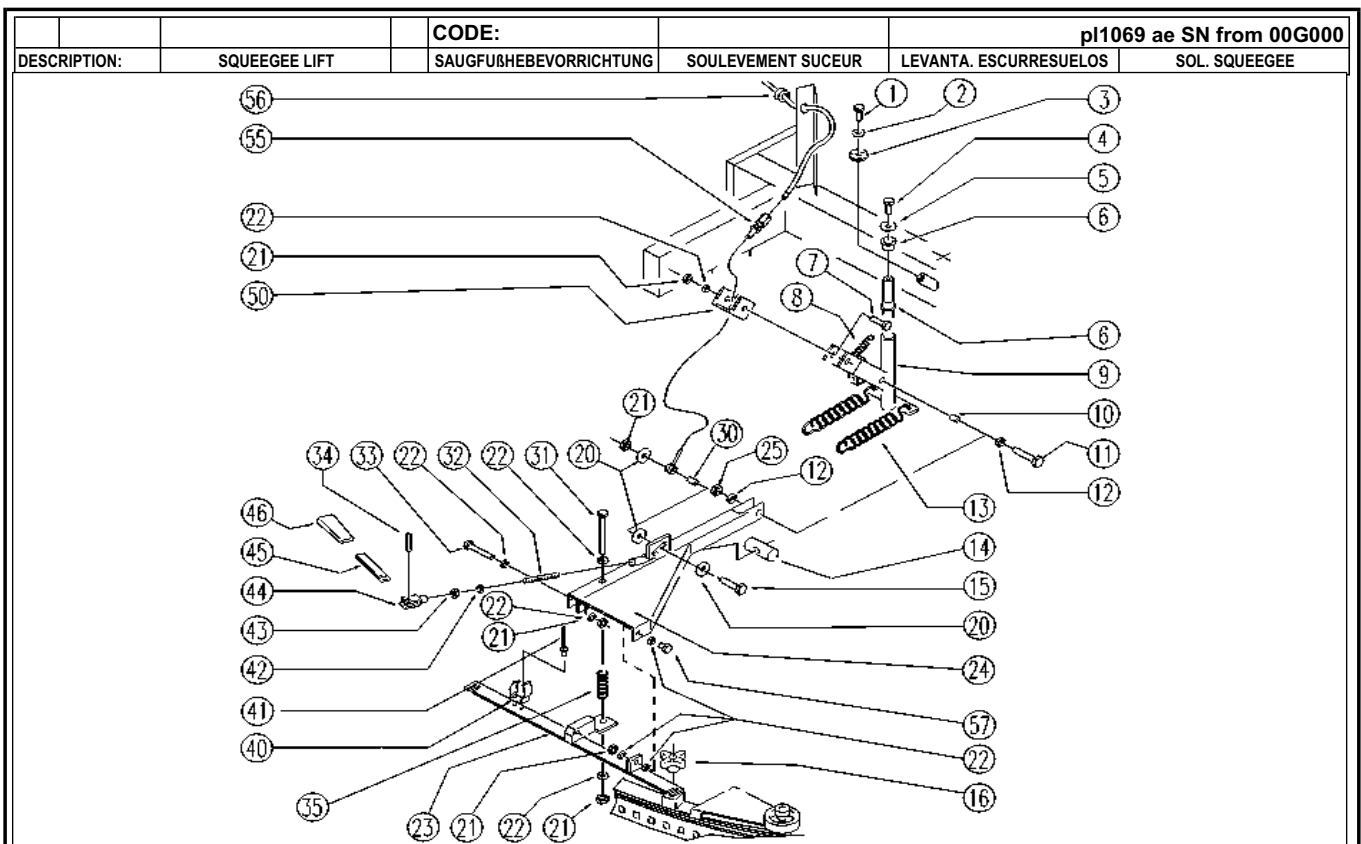 CODE: pl1069 ae SN from 00G000
DESCRIPTION: SQUEEGEE LIFT SAUGFUßHEBEVORRICHTUNG SOULEVEMENT SUCEUR LEVANTA. ESCURRESUELOS SOL. SQUEEGEE
56 1 2 3
55 4
5
22 6
21 7
50 8
6
9
21 10
34 33 22 32 22 31 20 30 25 12 11
12
46 13
45 14
44 15
43 22 20
42 21 24
41 57
40 22
35 23 21 22 21 16